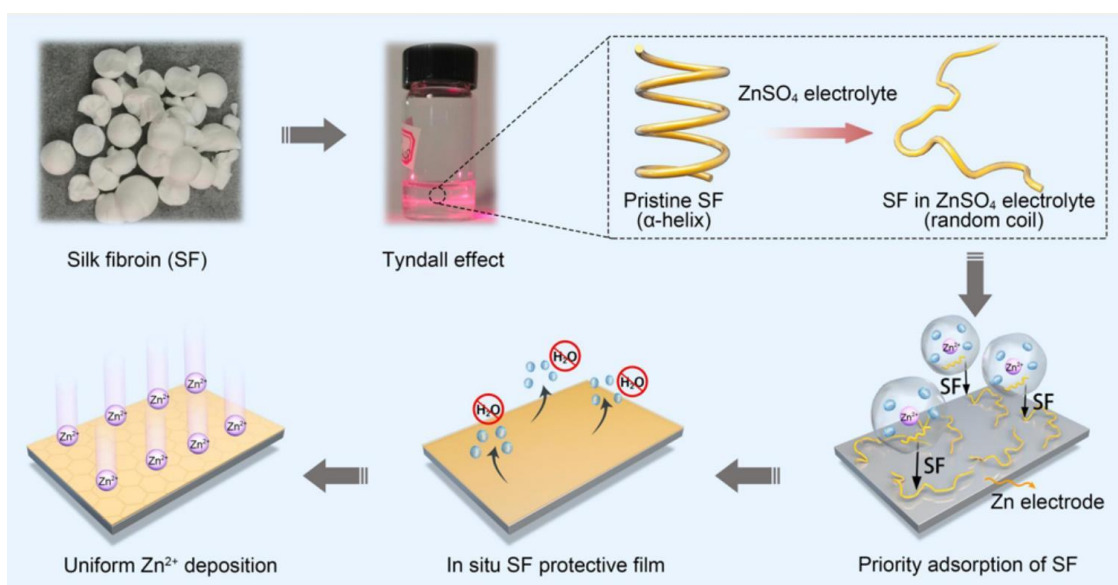 ZnSO₄ electrolyte
Pristine SF
(α-helix)
SF in ZnSO₄ electrolyte
(random coil)
Silk fibroin (SF)
Tyndall effect
Zn²⁺
Zn²⁺
Zn²⁺
Zn²⁺
Zn²⁺
Zn²⁺
Zn²⁺
Zn²⁺
Zn²⁺
H₂O
H₂O
H₂O
Zn²⁺
Zn²⁺
Zn²⁺
SF
SF
SF
Zn electrode
Uniform Zn²⁺ deposition
In situ SF protective film
Priority adsorption of SF